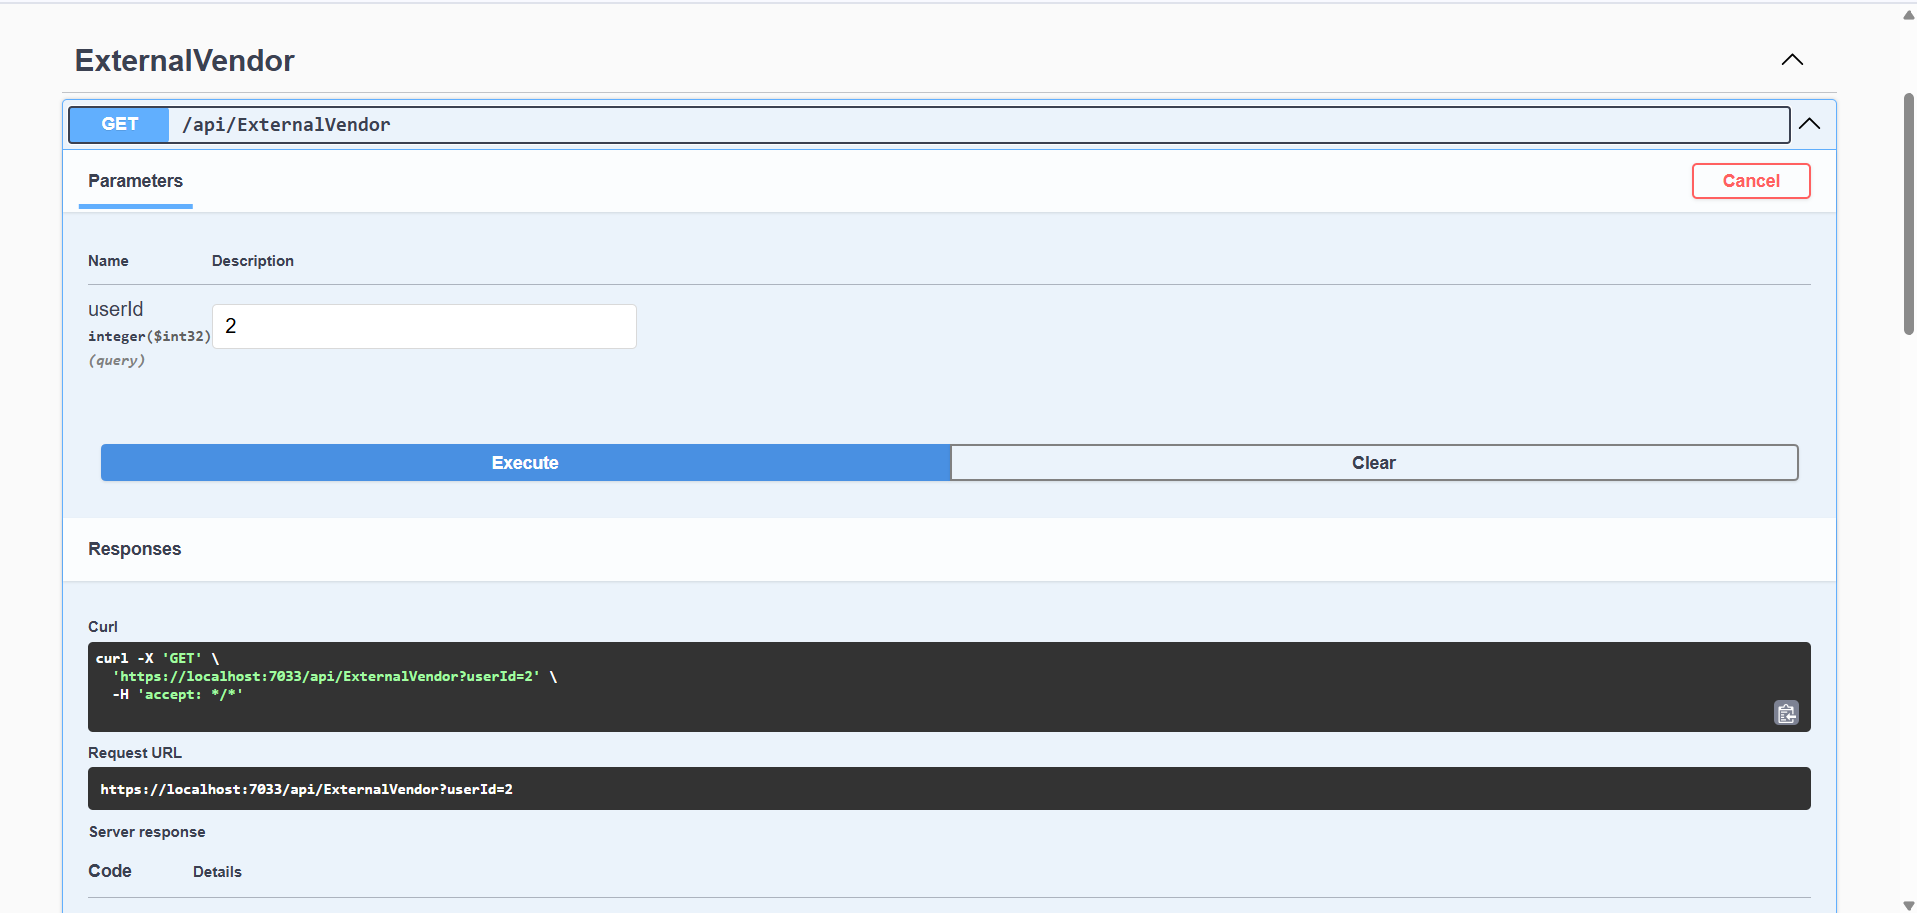 ExternalVendor
GET /api/ExternalVendor
Parameters
Cancel
Name Description
userId
integer($int32)
(query)
2
Execute Clear
Responses
Curl
curl -X 'GET' \
  'https://localhost:7033/api/ExternalVendor?userId=2' \
  -H 'accept: */*'
Request URL
https://localhost:7033/api/ExternalVendor?userId=2
Server response
Code Details